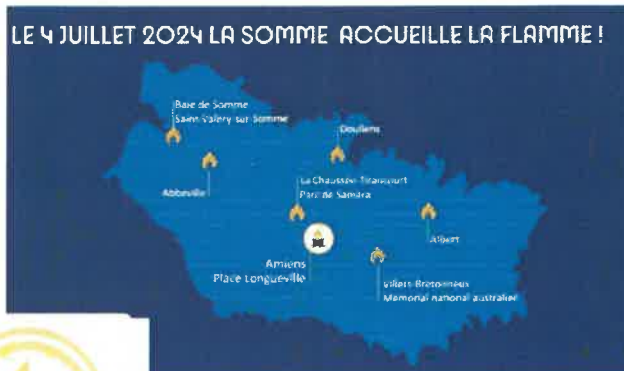 LE 4 JUILLET 2024 LA SOMME ACCUEILLE LA FLAMME !
Baie de Somme
Saint-Valery-sur-Somme
Doullens
Abbeville
La Chaussée-Tirancourt
Parc de Samara
Albert
Amiens
Place Longueville
Villers-Bretonneux
Mémorial national australien